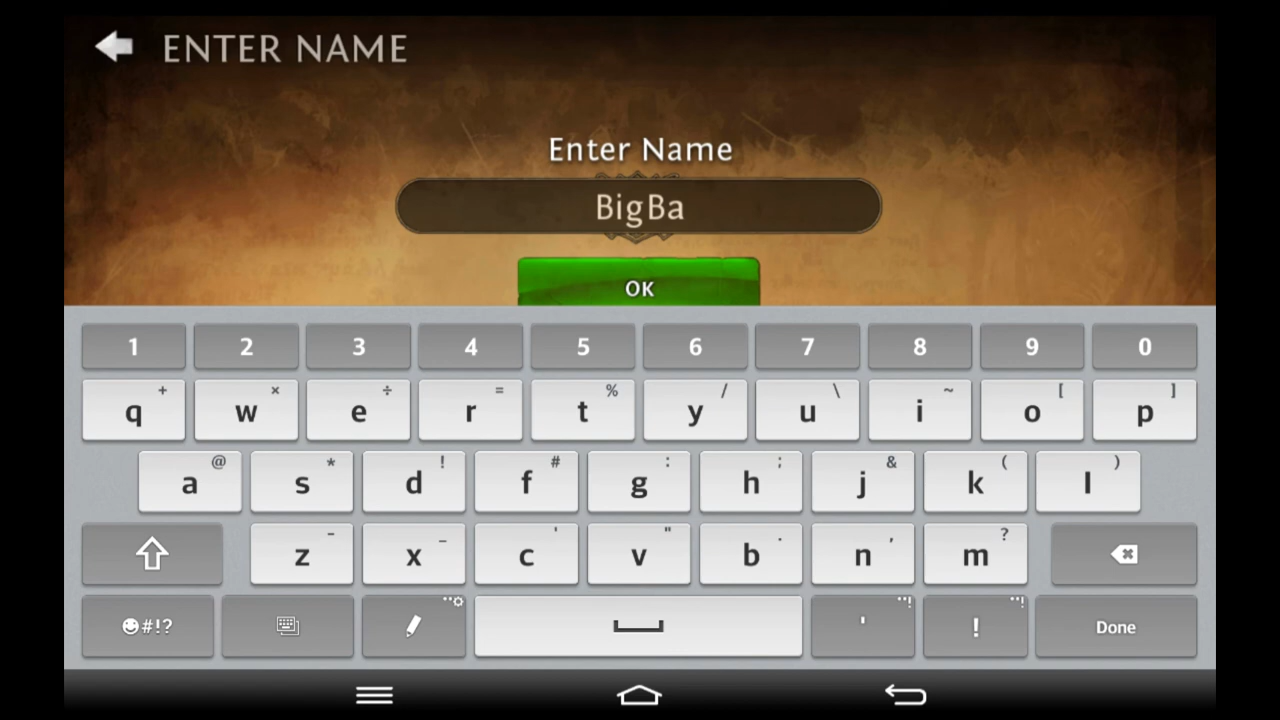 ENTER NAME
Enter Name
BigBa
OK
1 2 3 4 5 6 7 8 9 0
+ × ÷ = % / \ ~ [ ]
q w e r t y u i o p
@ * ! # : ; & ( )
a s d f g h j k l
- _ ' " . , ?
z x c v b n m
#!? ' ! Done